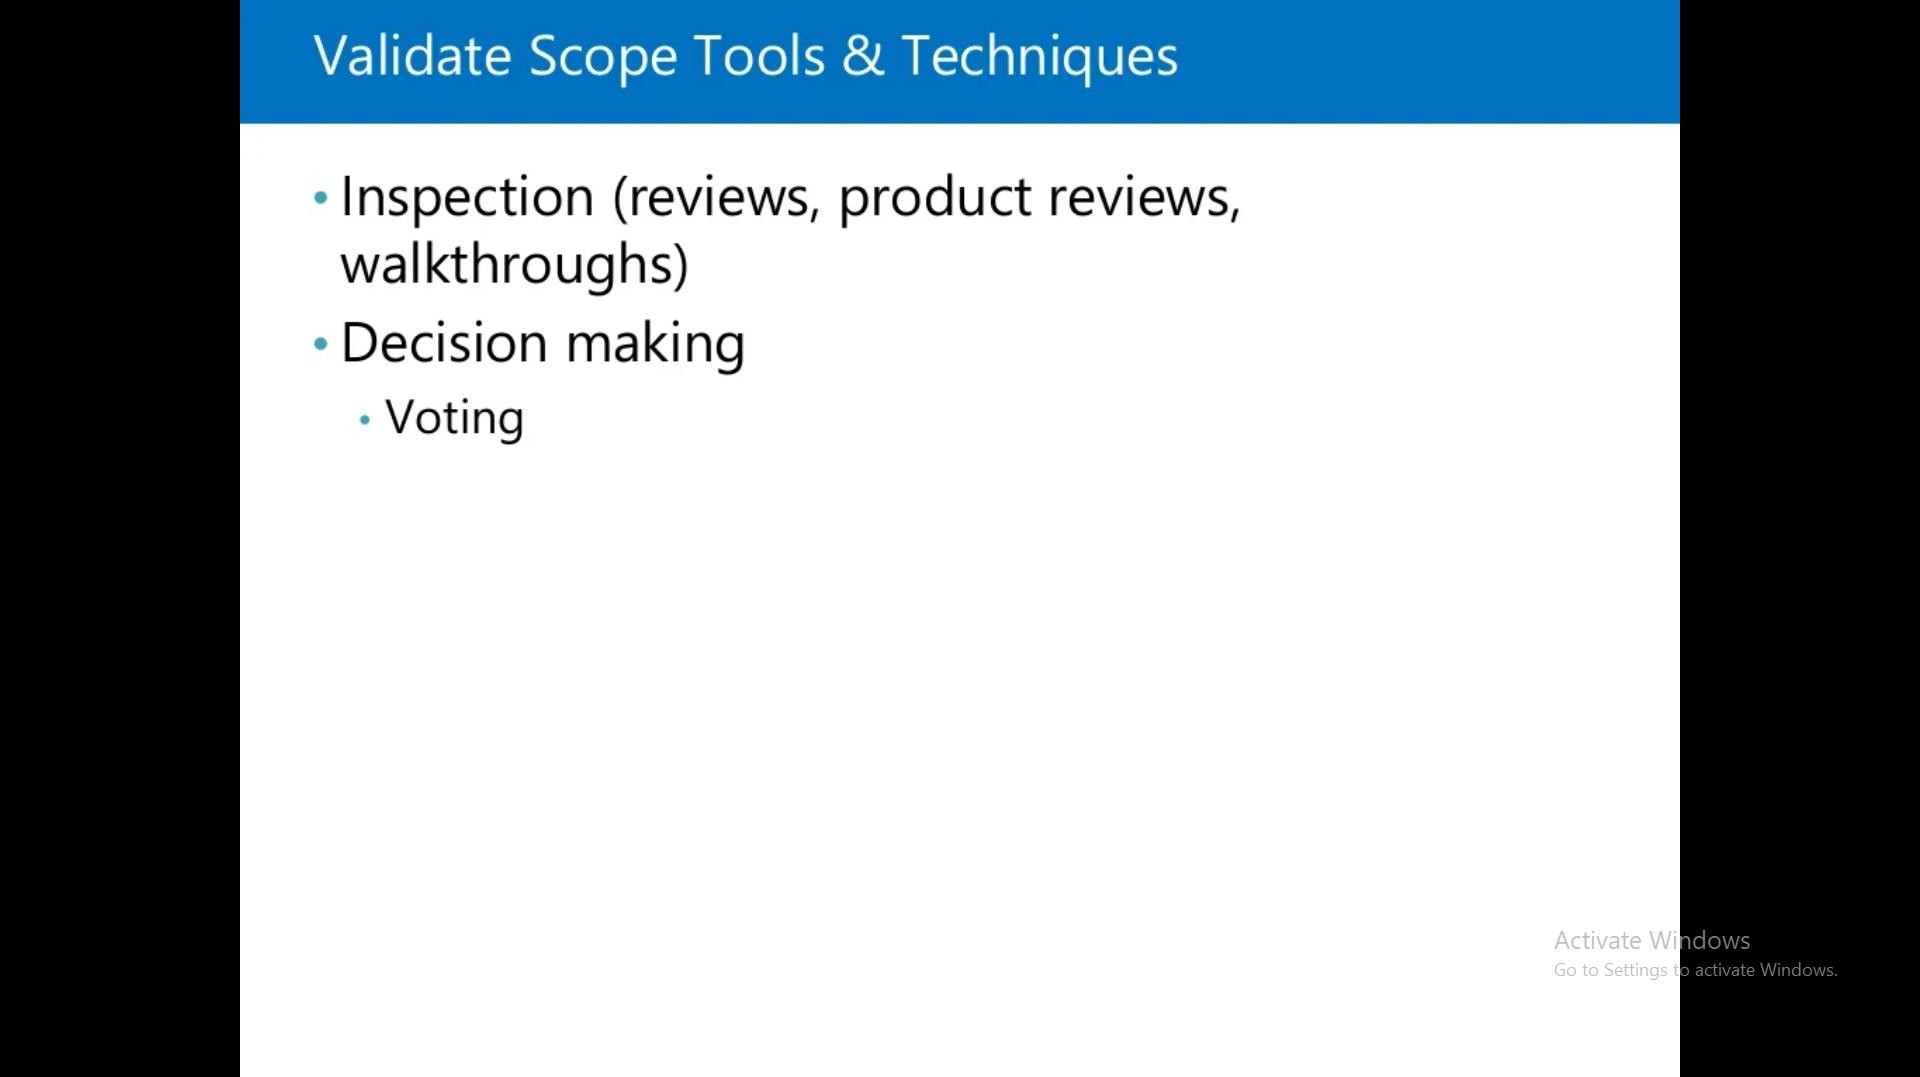 Validate Scope Tools & Techniques
• Inspection (reviews, product reviews,
walkthroughs)
• Decision making
• Voting
Activate Windows
Go to Settings to activate Windows.